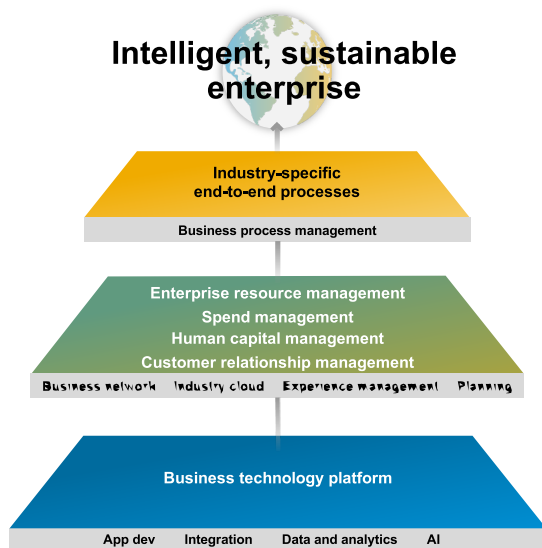 Intelligent, sustainable
enterprise
Industry-specific
end-to-end processes
Business process management
Enterprise resource management
Spend management
Human capital management
Customer relationship management
Business network Industry cloud Experience management Planning
Business technology platform
App dev Integration Data and analytics AI